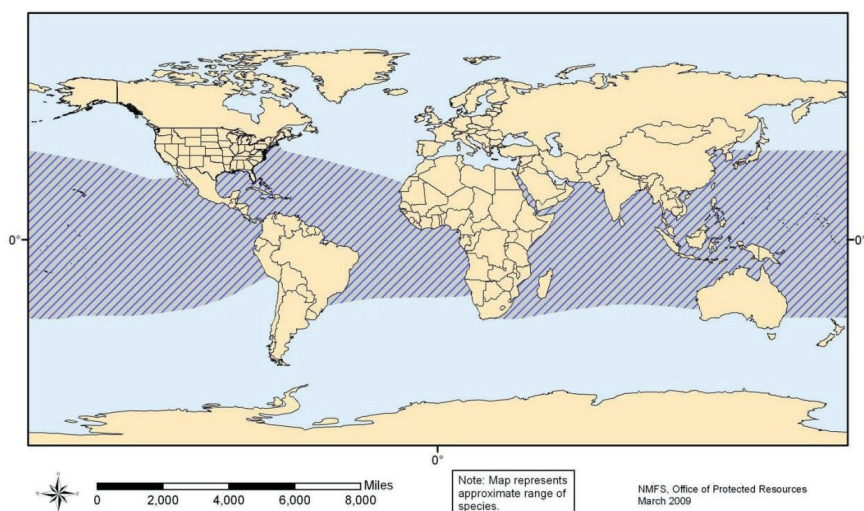 0°
0°
0°
Miles
0 2,000 4,000 6,000 8,000
Note: Map represents
approximate range of
species.
NMFS, Office of Protected Resources
March 2009